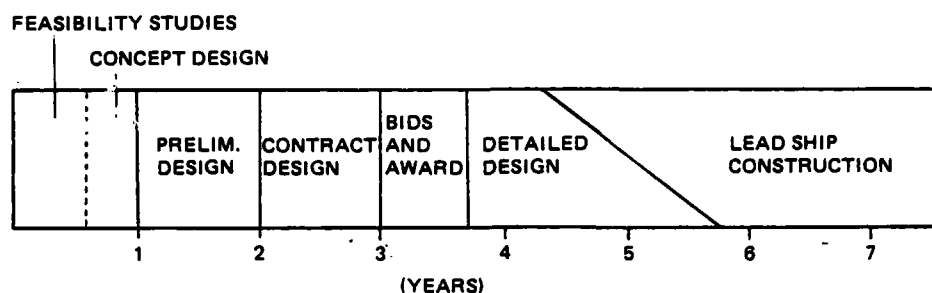 FEASIBILITY STUDIES
CONCEPT DESIGN
PRELIM.
DESIGN
CONTRACT
DESIGN
BIDS
AND
AWARD
DETAILED
DESIGN
LEAD SHIP
CONSTRUCTION
1 2 3 4 5 6 7
(YEARS)